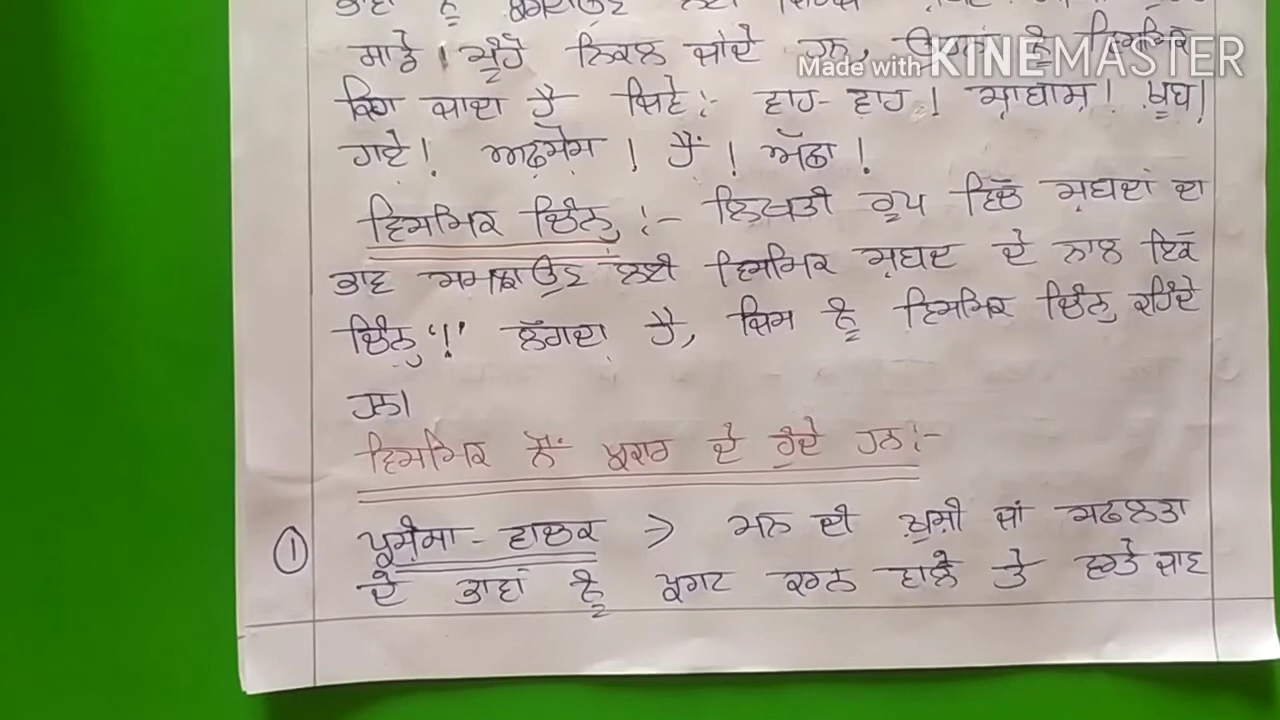 ਭਾਵਾਂ ਨੂੰ
ਸਾਡੇ ਮੂੰਹੋਂ ਨਿਕਲ ਜਾਂਦੇ ਹਨ, ਉਹਨਾਂ ਨੂੰ ਵਿਸਮਿਕ
Made with KINEMASTER
ਕਿਹਾ ਜਾਂਦਾ ਹੈ ਜਿਵੇਂ:- ਵਾਹ-ਵਾਹ! ਸ਼ਾਬਾਸ਼! ਖ਼ੂਬ!
ਹਾਏ! ਅਫ਼ਸੋਸ! ਹੈਂ! ਅੱਛਾ!
ਵਿਸਮਿਕ ਚਿੰਨ੍ਹ :- ਲਿਖਤੀ ਰੂਪ ਵਿੱਚ ਸ਼ਬਦਾਂ ਦਾ
ਭਾਵ ਸਮਝਾਉਣ ਲਈ ਵਿਸਮਿਕ ਸ਼ਬਦ ਦੇ ਨਾਲ ਇਕ
ਚਿੰਨ੍ਹ '!' ਲੱਗਦਾ ਹੈ, ਜਿਸ ਨੂੰ ਵਿਸਮਿਕ ਚਿੰਨ੍ਹ ਕਹਿੰਦੇ
ਹਨ।
ਵਿਸਮਿਕ ਨੌਂ ਪ੍ਰਕਾਰ ਦੇ ਹੁੰਦੇ ਹਨ:-
① ਪ੍ਰਸ਼ੰਸਾ-ਵਾਚਕ → ਮਨ ਦੀ ਖ਼ੁਸ਼ੀ ਜਾਂ ਸਫਲਤਾ
ਦੇ ਭਾਵਾਂ ਨੂੰ ਪ੍ਰਗਟ ਕਰਨ ਵਾਲੇ ਤੇ ਵਰਤੇ ਜਾਣ